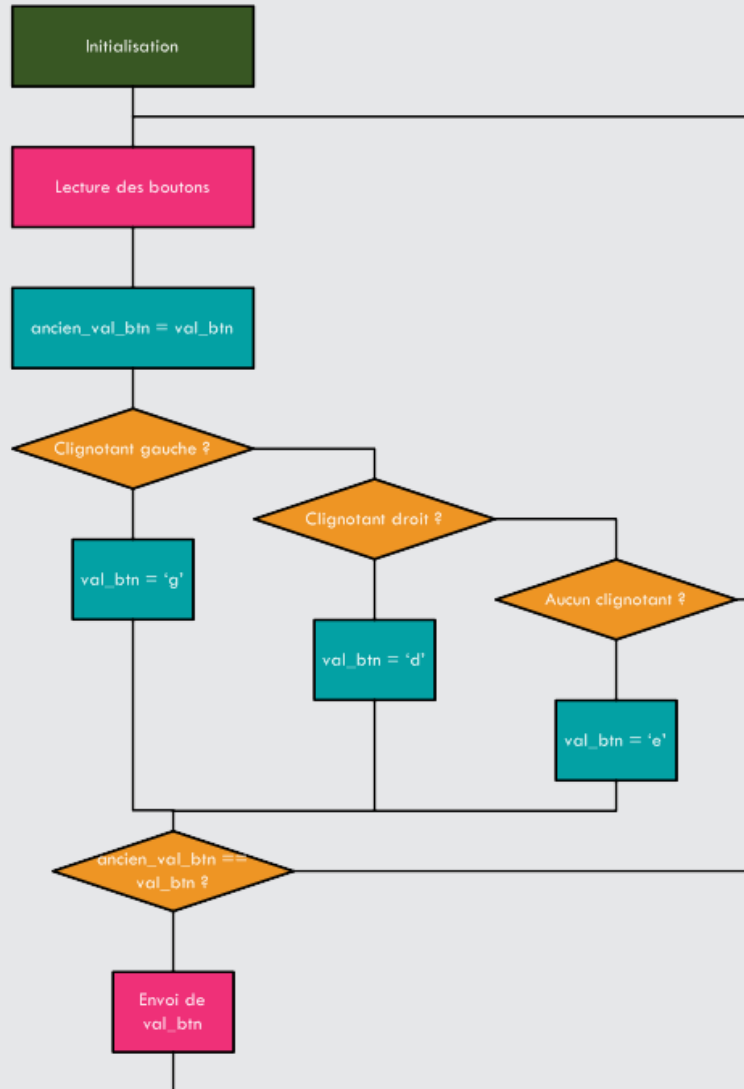 Initialisation
Lecture des boutons
ancien_val_btn = val_btn
Clignotant gauche ?
Clignotant droit ?
val_btn = ‘g’
Aucun clignotant ?
val_btn = ‘d’
val_btn = ‘e’
ancien_val_btn ==
val_btn ?
Envoi de
val_btn